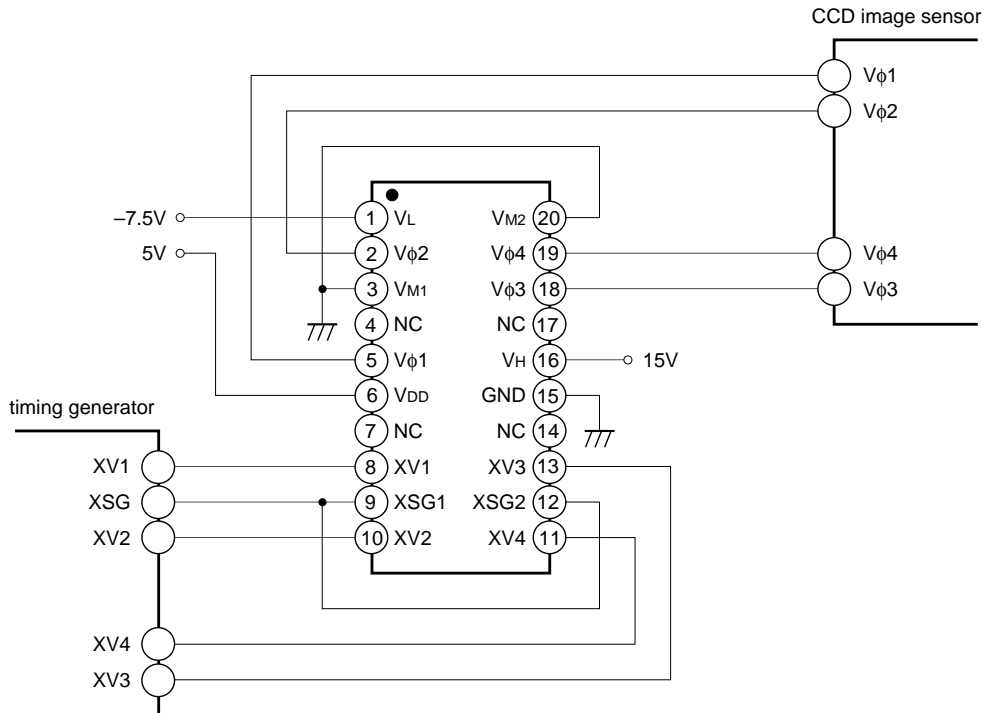 CCD image sensor
Vϕ1
Vϕ2
–7.5V
1 VL
VM2 20
5V
2 Vϕ2
Vϕ4 19
Vϕ4
3 VM1
Vϕ3 18
Vϕ3
4 NC
NC 17
5 Vϕ1
VH 16
15V
6 VDD
GND 15
timing generator
7 NC
NC 14
XV1
8 XV1
XV3 13
XSG
9 XSG1
XSG2 12
XV2
10 XV2
XV4 11
XV4
XV3